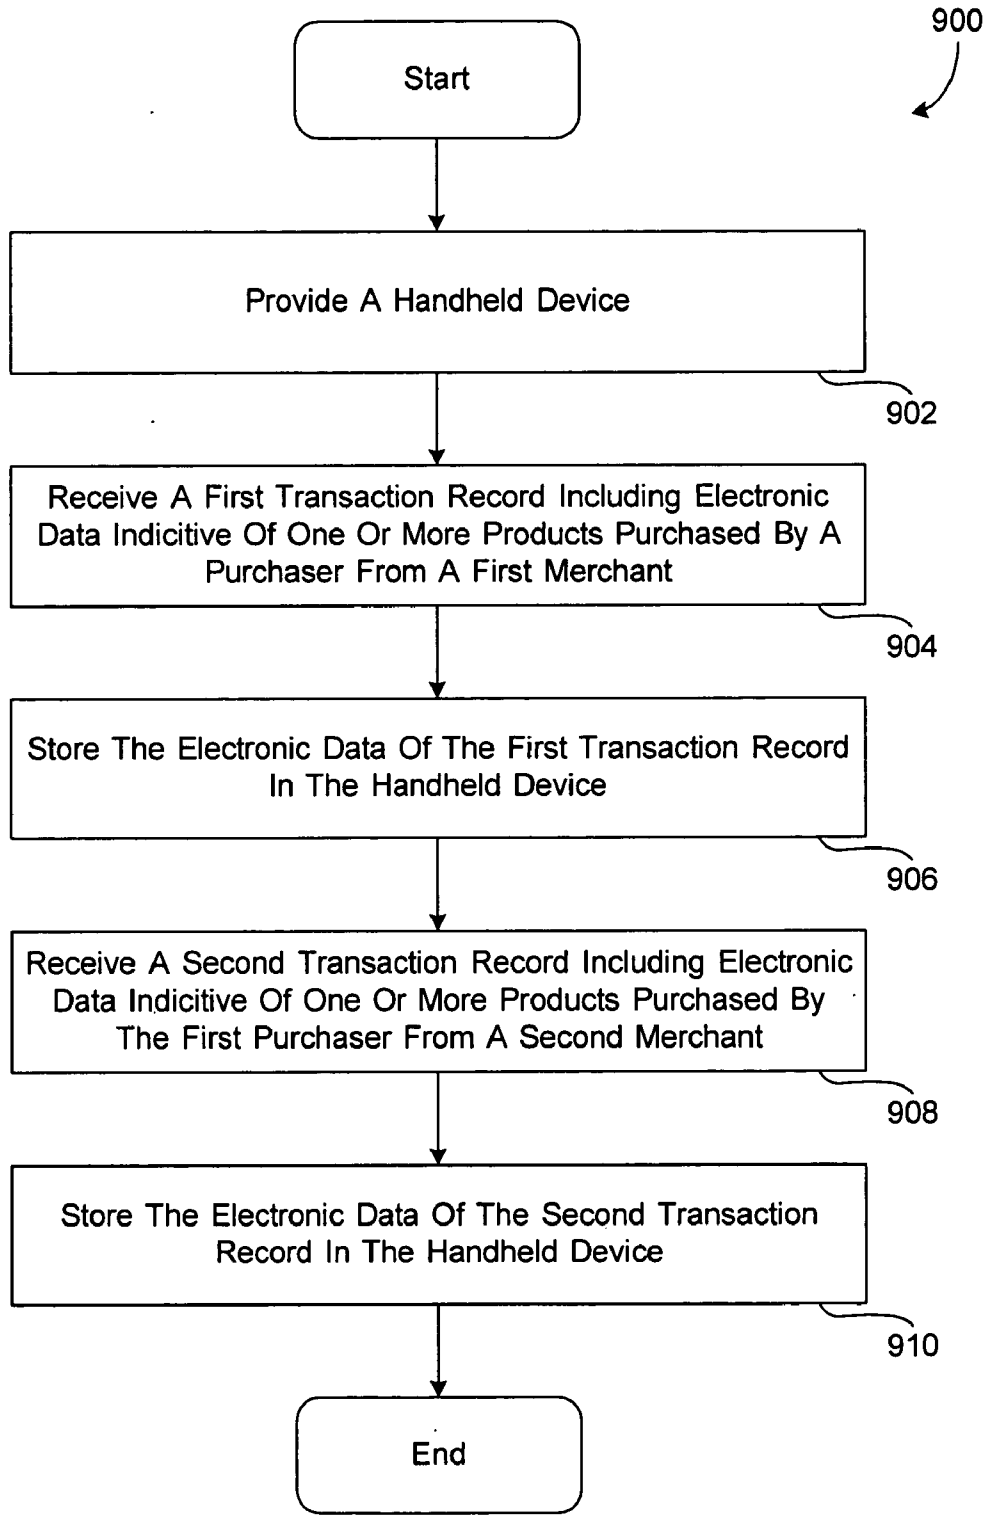 900
Start
Provide A Handheld Device
902
Receive A First Transaction Record Including Electronic
Data Indicitive Of One Or More Products Purchased By A
Purchaser From A First Merchant
904
Store The Electronic Data Of The First Transaction Record
In The Handheld Device
906
Receive A Second Transaction Record Including Electronic
Data Indicitive Of One Or More Products Purchased By
The First Purchaser From A Second Merchant
908
Store The Electronic Data Of The Second Transaction
Record In The Handheld Device
910
End